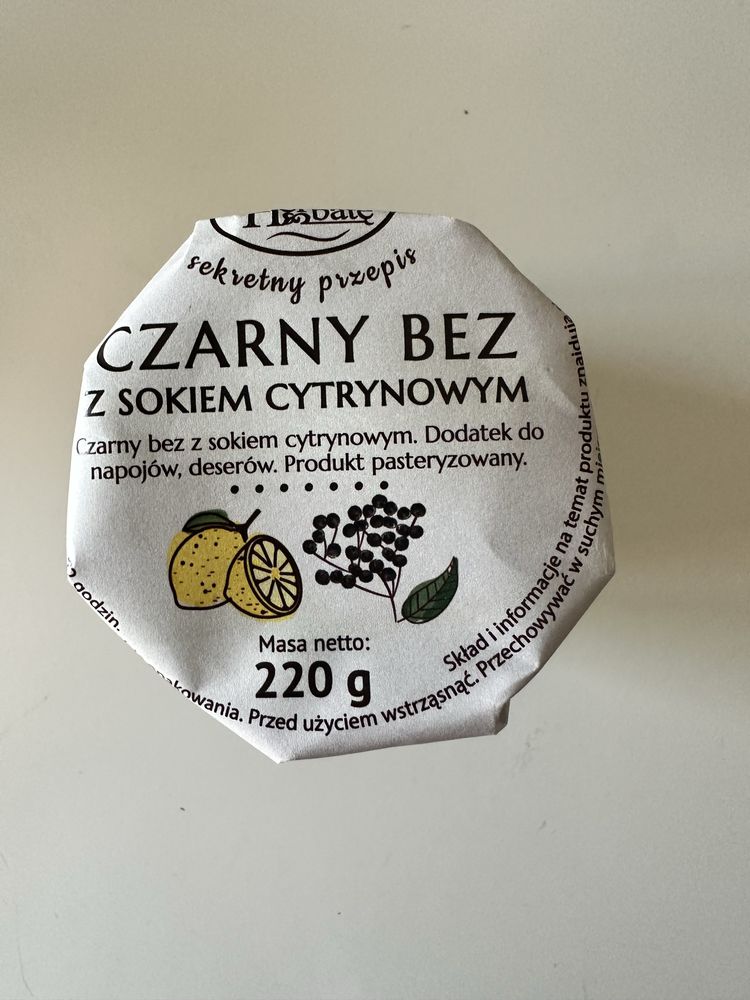 sekretny przepis
CZARNY BEZ
Z SOKIEM CYTRYNOWYM
Czarny bez z sokiem cytrynowym. Dodatek do
napojów, deserów. Produkt pasteryzowany.
Masa netto:
220 g
Skład i informacje na temat produktu znajdują
Przed użyciem wstrząsnąć. Przechowywać w suchym
godzin.